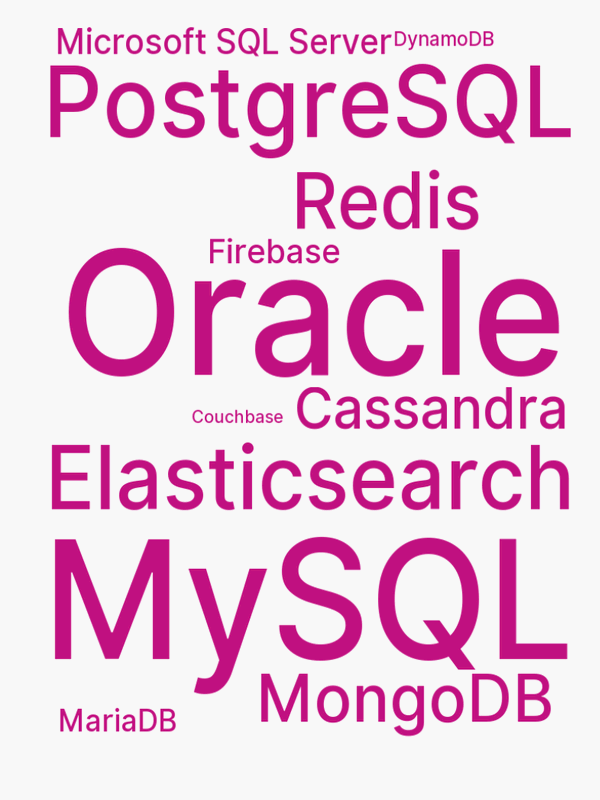 Microsoft SQL Server DynamoDB
PostgreSQL
Redis
Firebase
Oracle
Cassandra
Couchbase
Elasticsearch
MySQL
MongoDB
MariaDB